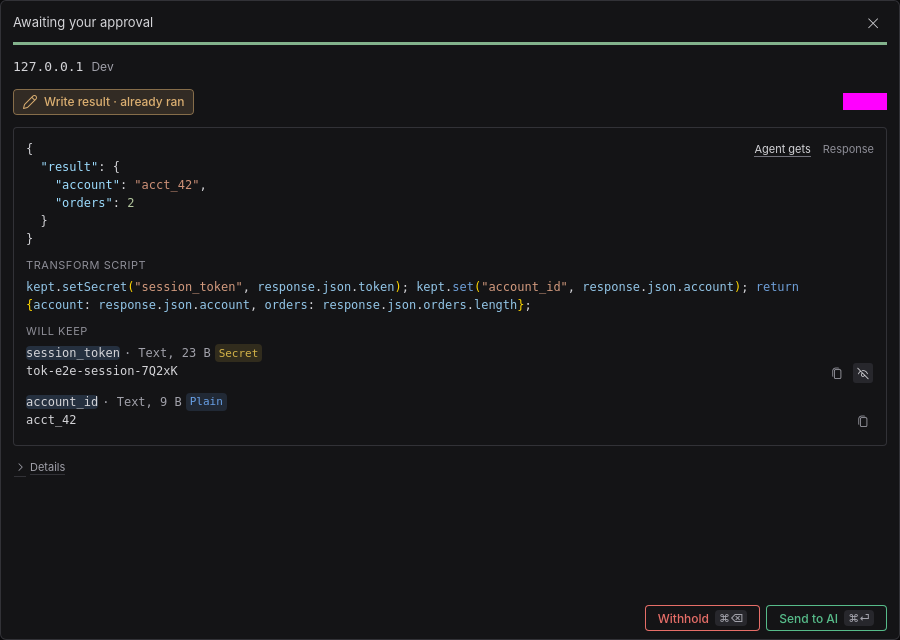 Awaiting your approval
127.0.0.1 Dev
Write result · already ran
Agent gets Response
{
  "result": {
    "account": "acct_42",
    "orders": 2
  }
}
TRANSFORM SCRIPT
kept.setSecret("session_token", response.json.token); kept.set("account_id", response.json.account); return
{account: response.json.account, orders: response.json.orders.length};
WILL KEEP
session_token · Text, 23 B Secret
tok-e2e-session-7Q2xK
account_id · Text, 9 B Plain
acct_42
Details
Withhold ⌘⌫ Send to AI ⌘⏎